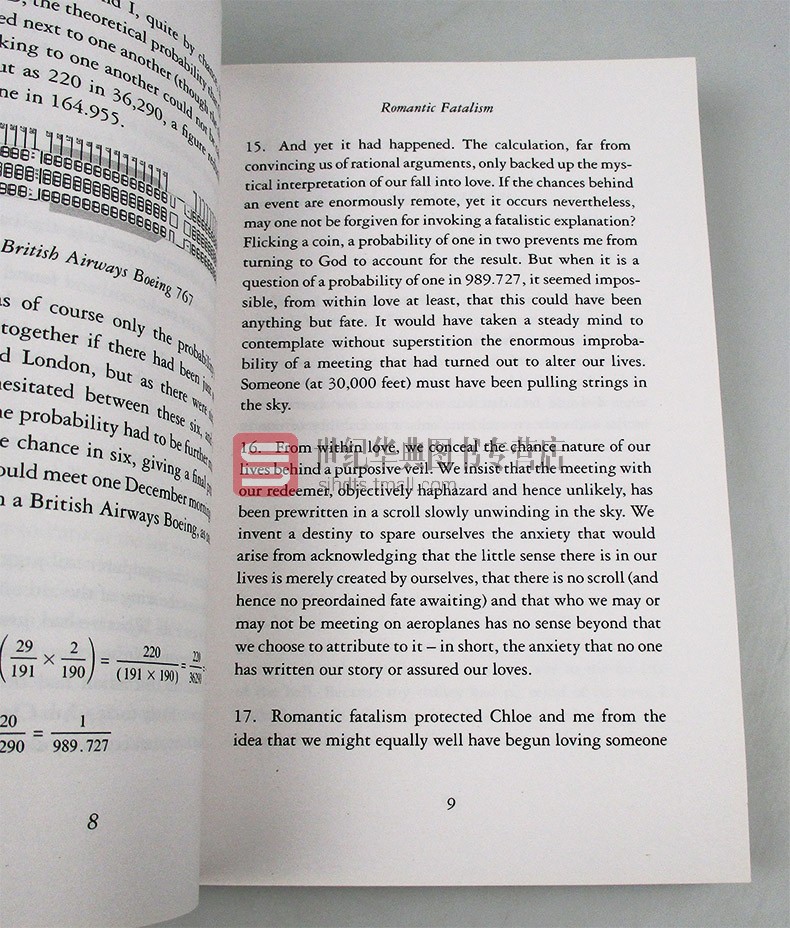 I, quite by chance
the theoretical probability
next to one another (though
to one another could not be
as 220 in 36,290, a figure
in 164.955.
British Airways Boeing 767
of course only the
together if there had been
London, but as there
hesitated between these six,
probability had to be further
chance in six, giving a final
meet one December morning
a British Airways Boeing, as
(29/191 × 2/190) = 220/(191 × 190) = 220/36290
= 1/989.727
8
Romantic Fatalism
15. And yet it had happened. The calculation, far from
convincing us of rational arguments, only backed up the mys-
tical interpretation of our fall into love. If the chances behind
an event are enormously remote, yet it occurs nevertheless,
may one not be forgiven for invoking a fatalistic explanation?
Flicking a coin, a probability of one in two prevents me from
turning to God to account for the result. But when it is a
question of a probability of one in 989.727, it seemed impos-
sible, from within love at least, that this could have been
anything but fate. It would have taken a steady mind to
contemplate without superstition the enormous improba-
bility of a meeting that had turned out to alter our lives.
Someone (at 30,000 feet) must have been pulling strings in
the sky.
16. From within love, we conceal the chance nature of our
lives behind a purposive veil. We insist that the meeting with
our redeemer, objectively haphazard and hence unlikely, has
been prewritten in a scroll slowly unwinding in the sky. We
invent a destiny to spare ourselves the anxiety that would
arise from acknowledging that the little sense there is in our
lives is merely created by ourselves, that there is no scroll (and
hence no preordained fate awaiting) and that who we may or
may not be meeting on aeroplanes has no sense beyond that
we choose to attribute to it – in short, the anxiety that no one
has written our story or assured our loves.
17. Romantic fatalism protected Chloe and me from the
idea that we might equally well have begun loving someone
9
世纪华典图书专营店
sjhdts.tmall.com